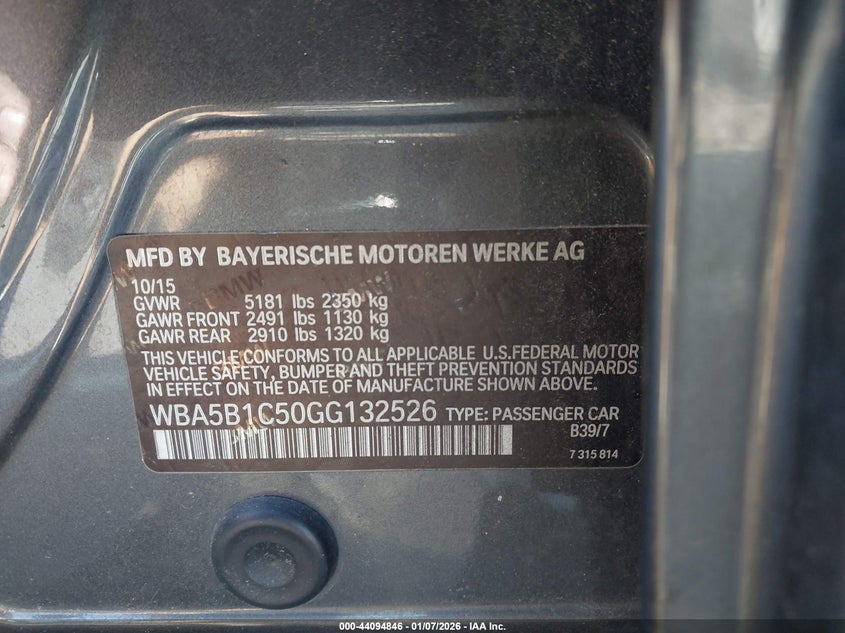 MFD BY BAYERISCHE MOTOREN WERKE AG
10/15
GVWR 5181 lbs 2350 kg
GAWR FRONT 2491 lbs 1130 kg
GAWR REAR 2910 lbs 1320 kg
THIS VEHICLE CONFORMS TO ALL APPLICABLE U.S.FEDERAL MOTOR
VEHICLE SAFETY, BUMPER AND THEFT PREVENTION STANDARDS
IN EFFECT ON THE DATE OF MANUFACTURE SHOWN ABOVE.
WBA5B1C50GG132526 TYPE: PASSENGER CAR
B39/7
7 315 814
000-44094846 - 01/07/2026 - IAA Inc.